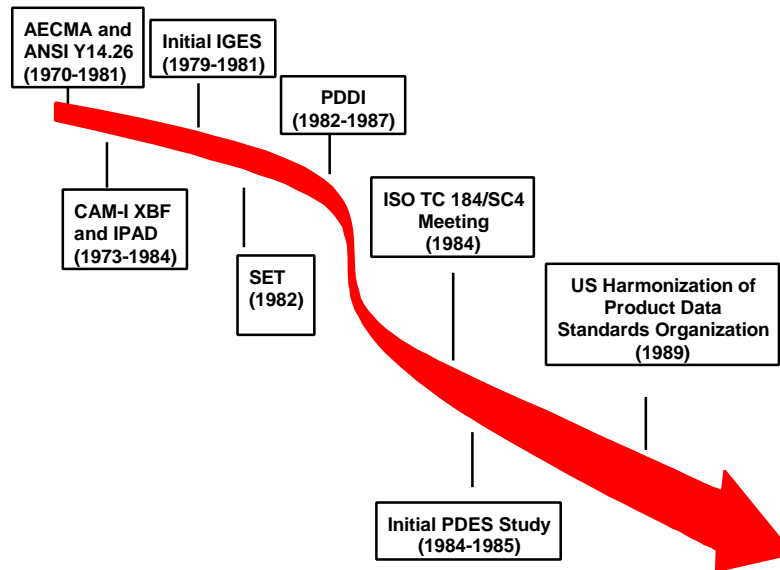 AECMA and
ANSI Y14.26
(1970-1981)
Initial IGES
(1979-1981)
PDDI
(1982-1987)
CAM-I XBF
and IPAD
(1973-1984)
SET
(1982)
ISO TC 184/SC4
Meeting
(1984)
US Harmonization of
Product Data
Standards Organization
(1989)
Initial PDES Study
(1984-1985)